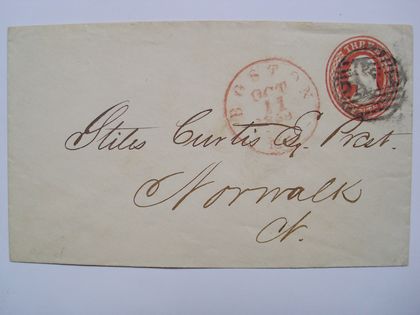 THREE
BOSTON
OCT
11
Stiles Curtis Esq. Prest.
Norwalk
Ct.